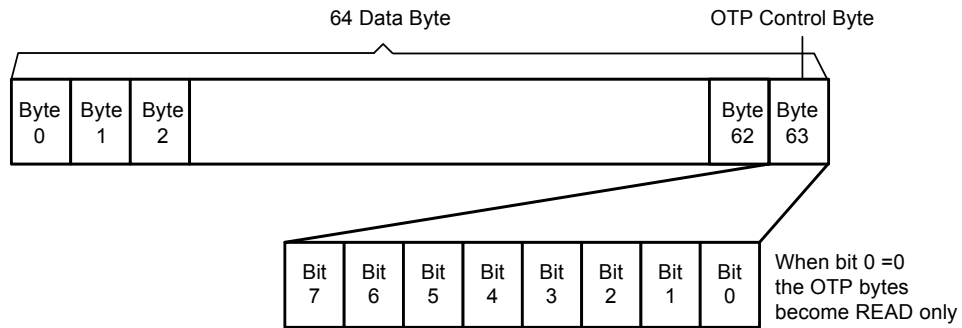 64 Data Byte
OTP Control Byte
Byte 0
Byte 1
Byte 2
Byte 62
Byte 63
Bit 7
Bit 6
Bit 5
Bit 4
Bit 3
Bit 2
Bit 1
Bit 0
When bit 0 =0
the OTP bytes
become READ only